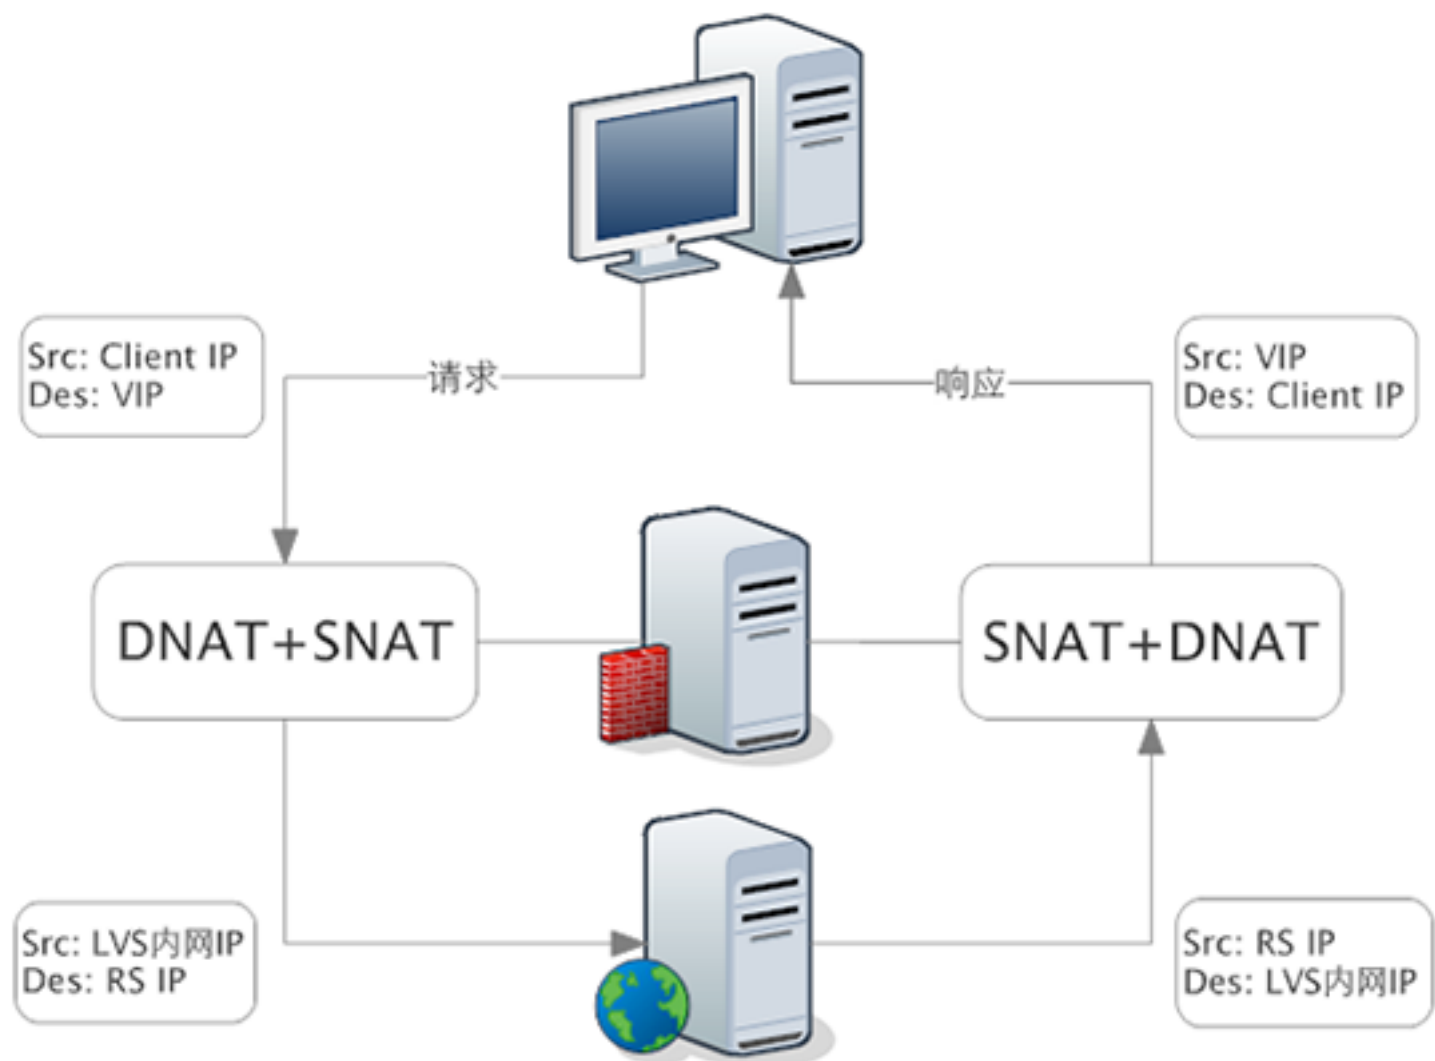 Src: Client IP
Des: VIP
请求
响应
Src: VIP
Des: Client IP
DNAT+SNAT
SNAT+DNAT
Src: LVS内网IP
Des: RS IP
Src: RS IP
Des: LVS内网IP